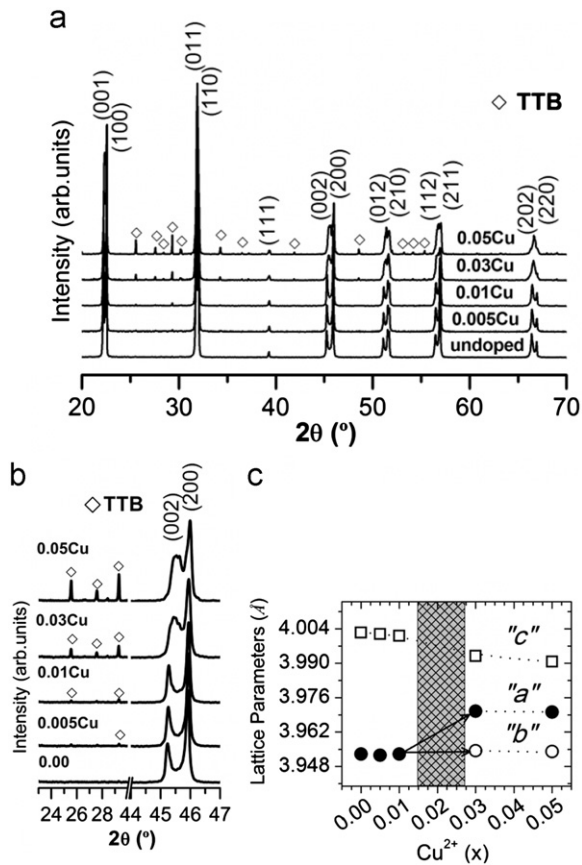 a
Intensity (arb.units)
(001)
(100)
(011)
(110)
(111)
(002)
(200)
(012)
(210)
(112)
(211)
(202)
(220)
◇ TTB
0.05Cu
0.03Cu
0.01Cu
0.005Cu
undoped
20 30 40 50 60 70
2θ (º)
b
◇ TTB
(002)
(200)
Intensity (arb.units)
0.05Cu
0.03Cu
0.01Cu
0.005Cu
0.00
24 26 28 44 45 46 47
2θ (º)
c
Lattice Parameters (Å)
4.004
3.990
3.976
3.962
3.948
"c"
"a"
"b"
0.00 0.01 0.02 0.03 0.04 0.05
Cu²⁺ (x)